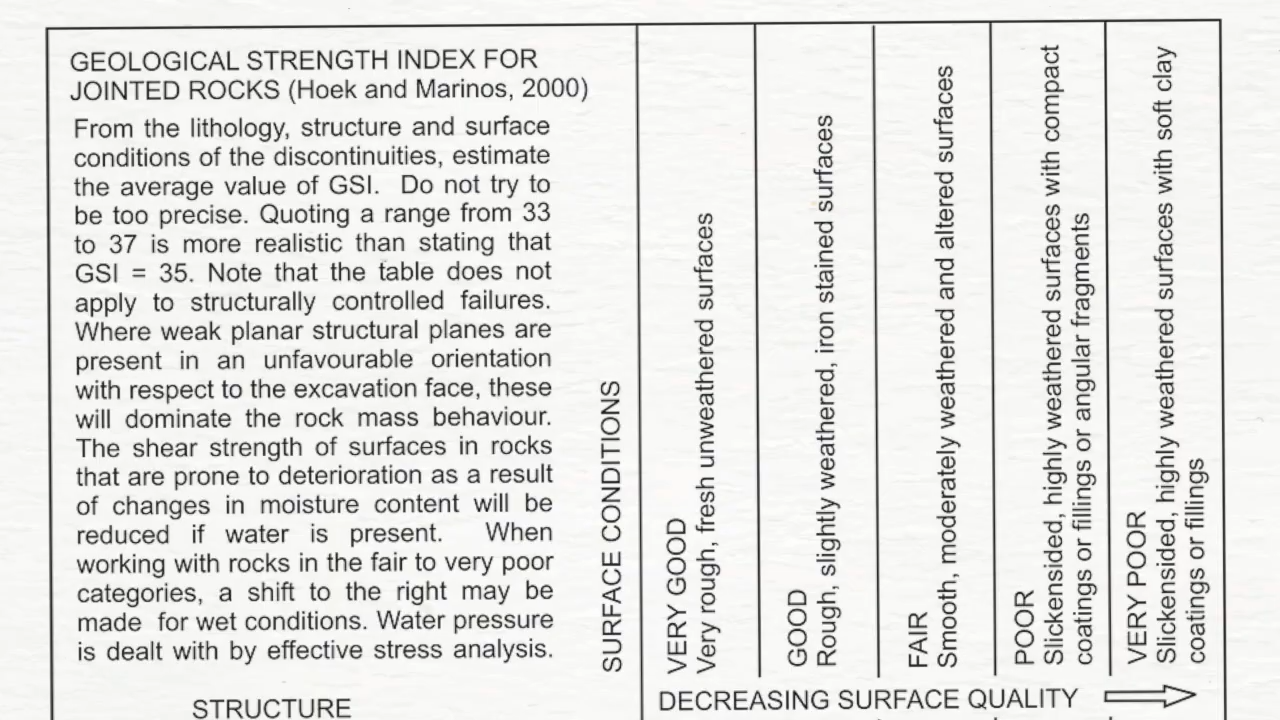 GEOLOGICAL STRENGTH INDEX FOR
JOINTED ROCKS (Hoek and Marinos, 2000)
From the lithology, structure and surface
conditions of the discontinuities, estimate
the average value of GSI. Do not try to
be too precise. Quoting a range from 33
to 37 is more realistic than stating that
GSI = 35. Note that the table does not
apply to structurally controlled failures.
Where weak planar structural planes are
present in an unfavourable orientation
with respect to the excavation face, these
will dominate the rock mass behaviour.
The shear strength of surfaces in rocks
that are prone to deterioration as a result
of changes in moisture content will be
reduced if water is present. When
working with rocks in the fair to very poor
categories, a shift to the right may be
made for wet conditions. Water pressure
is dealt with by effective stress analysis.
STRUCTURE
SURFACE CONDITIONS
VERY GOOD
Very rough, fresh unweathered surfaces
GOOD
Rough, slightly weathered, iron stained surfaces
FAIR
Smooth, moderately weathered and altered surfaces
POOR
Slickensided, highly weathered surfaces with compact
coatings or fillings or angular fragments
VERY POOR
Slickensided, highly weathered surfaces with soft clay
coatings or fillings
DECREASING SURFACE QUALITY